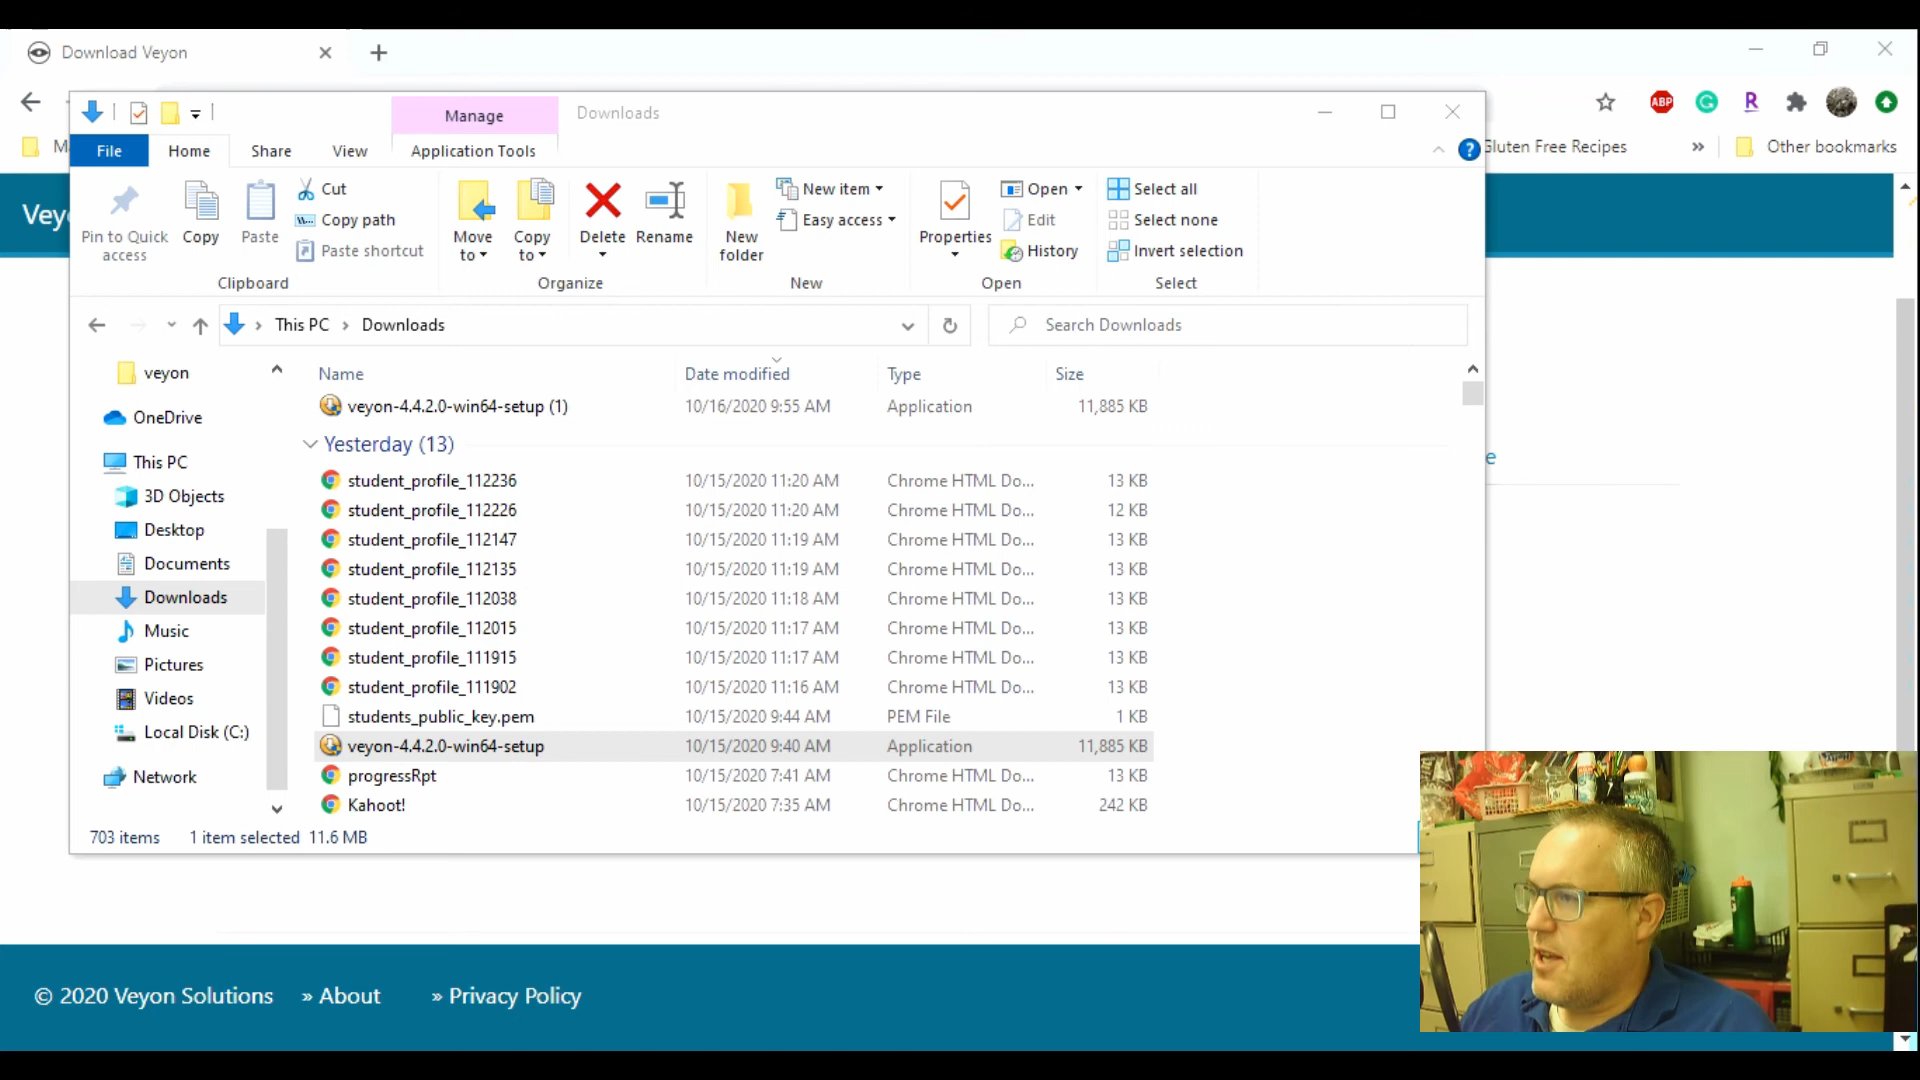 Download Veyon
ABP
R
M
Gluten Free Recipes
»
Other bookmarks
Manage
Downloads
File
Home
Share
View
Application Tools
?
Vey
Pin to Quick access
Copy
Paste
Cut
Copy path
Paste shortcut
Move to
Copy to
Delete
Rename
New folder
New item
Easy access
Properties
Open
Edit
History
Select all
Select none
Invert selection
Clipboard
Organize
New
Open
Select
This PC
Downloads
Search Downloads
veyon
OneDrive
This PC
3D Objects
Desktop
Documents
Downloads
Music
Pictures
Videos
Local Disk (C:)
Network
Name Date modified Type Size
veyon-4.4.2.0-win64-setup (1) 10/16/2020 9:55 AM Application 11,885 KB
Yesterday (13)
student_profile_112236 10/15/2020 11:20 AM Chrome HTML Do... 13 KB
student_profile_112226 10/15/2020 11:20 AM Chrome HTML Do... 12 KB
student_profile_112147 10/15/2020 11:19 AM Chrome HTML Do... 13 KB
student_profile_112135 10/15/2020 11:19 AM Chrome HTML Do... 13 KB
student_profile_112038 10/15/2020 11:18 AM Chrome HTML Do... 13 KB
student_profile_112015 10/15/2020 11:17 AM Chrome HTML Do... 13 KB
student_profile_111915 10/15/2020 11:17 AM Chrome HTML Do... 13 KB
student_profile_111902 10/15/2020 11:16 AM Chrome HTML Do... 13 KB
students_public_key.pem 10/15/2020 9:44 AM PEM File 1 KB
veyon-4.4.2.0-win64-setup 10/15/2020 9:40 AM Application 11,885 KB
progressRpt 10/15/2020 7:41 AM Chrome HTML Do... 13 KB
Kahoot! 10/15/2020 7:35 AM Chrome HTML Do... 242 KB
e
703 items 1 item selected 11.6 MB
© 2020 Veyon Solutions » About » Privacy Policy